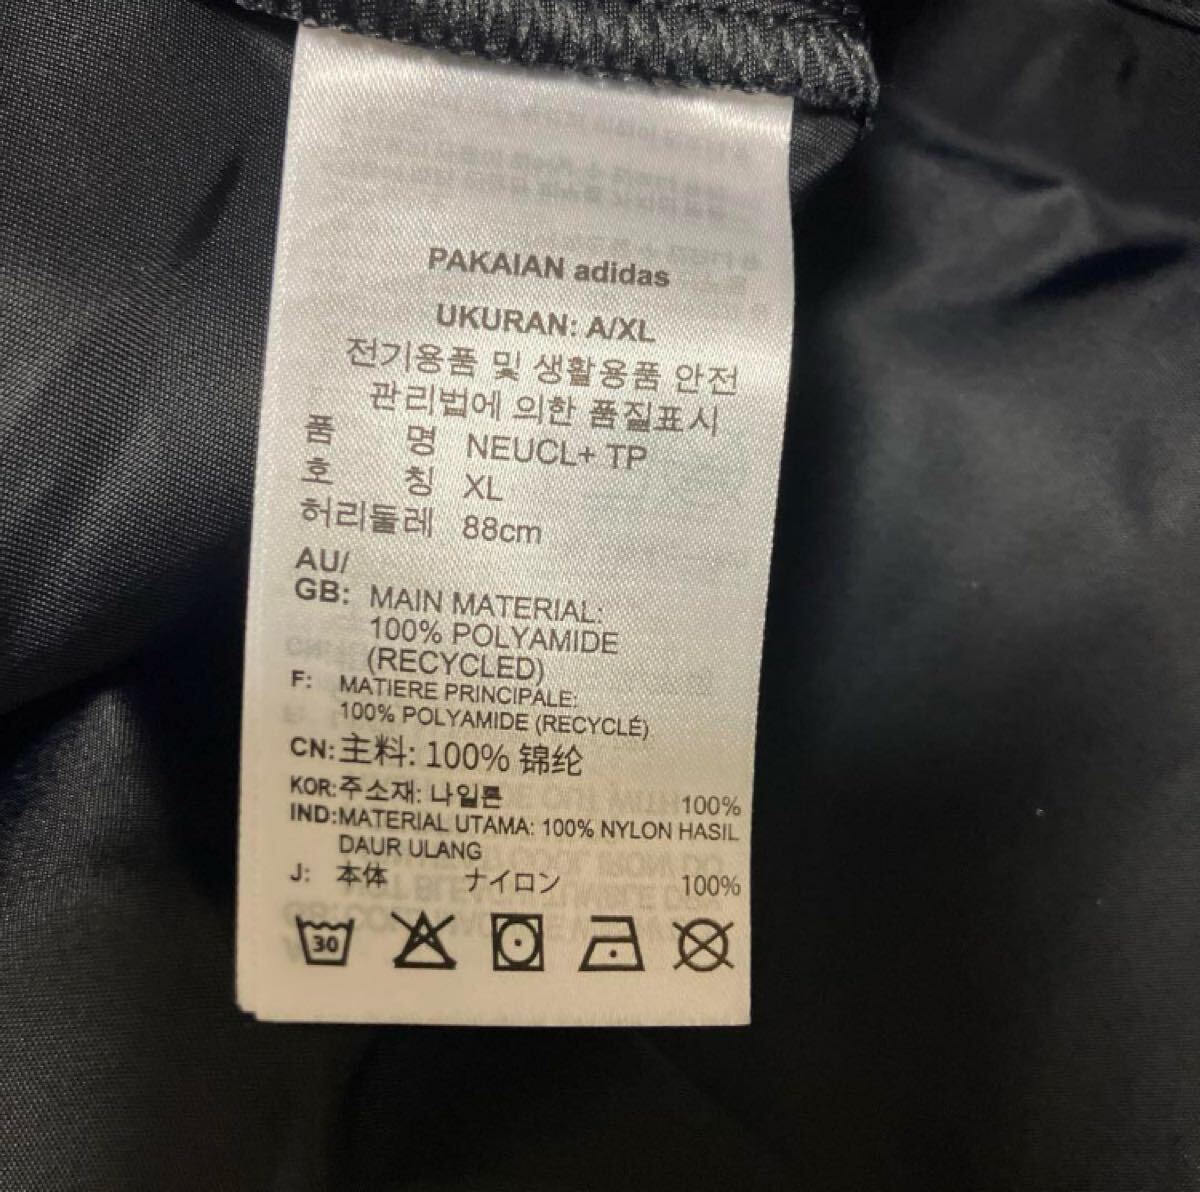 PAKAIAN adidas
UKURAN: A/XL
전기용품 및 생활용품 안전
관리법에 의한 품질표시
품 명 NEUCL+ TP
호 칭 XL
허리둘레 88cm
AU/
GB: MAIN MATERIAL:
100% POLYAMIDE
(RECYCLED)
F: MATIERE PRINCIPALE:
100% POLYAMIDE (RECYCLÉ)
CN:主料: 100% 锦纶
KOR:주소재: 나일론 100%
IND:MATERIAL UTAMA: 100% NYLON HASIL
DAUR ULANG
J: 本体 ナイロン 100%
30